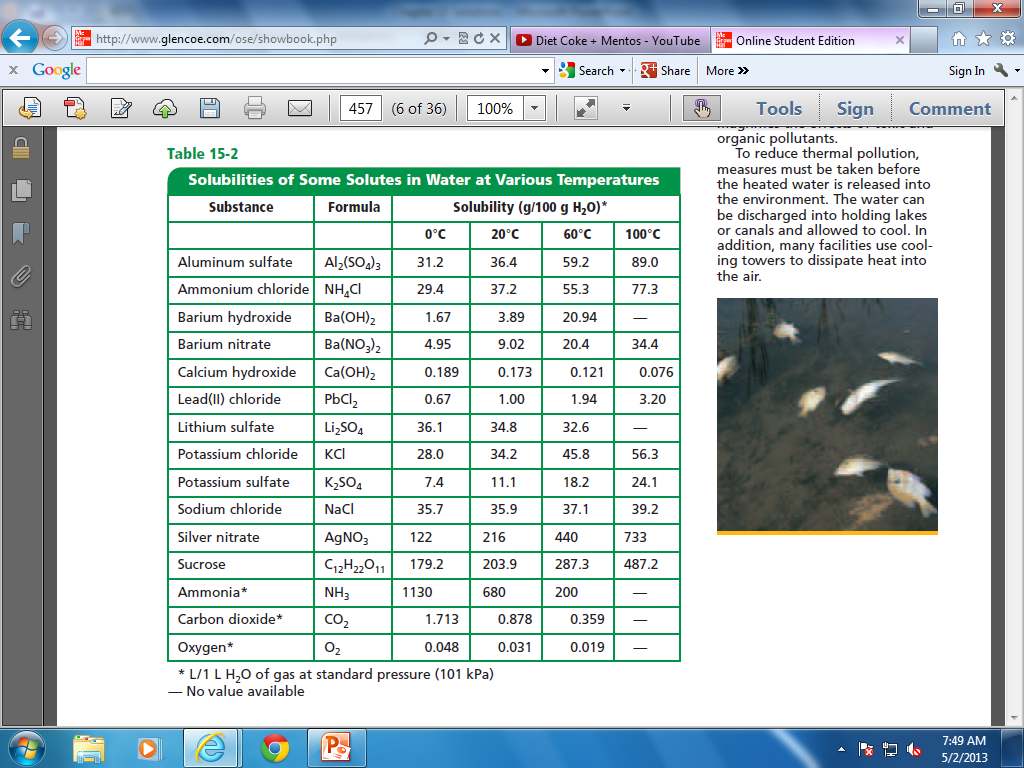 http://www.glencoe.com/ose/showbook.php
Diet Coke + Mentos - YouTube
Online Student Edition
x Google
Search
Share
More »
Sign In
457 (6 of 36)
100%
Tools
Sign
Comment
organic pollutants.
To reduce thermal pollution,
measures must be taken before
the heated water is released into
the environment. The water can
be discharged into holding lakes
or canals and allowed to cool. In
addition, many facilities use cool-
ing towers to dissipate heat into
the air.
Table 15-2
Solubilities of Some Solutes in Water at Various Temperatures
Substance Formula Solubility (g/100 g H₂O)*
0°C 20°C 60°C 100°C
Aluminum sulfate Al₂(SO₄)₃ 31.2 36.4 59.2 89.0
Ammonium chloride NH₄Cl 29.4 37.2 55.3 77.3
Barium hydroxide Ba(OH)₂ 1.67 3.89 20.94 —
Barium nitrate Ba(NO₃)₂ 4.95 9.02 20.4 34.4
Calcium hydroxide Ca(OH)₂ 0.189 0.173 0.121 0.076
Lead(II) chloride PbCl₂ 0.67 1.00 1.94 3.20
Lithium sulfate Li₂SO₄ 36.1 34.8 32.6 —
Potassium chloride KCl 28.0 34.2 45.8 56.3
Potassium sulfate K₂SO₄ 7.4 11.1 18.2 24.1
Sodium chloride NaCl 35.7 35.9 37.1 39.2
Silver nitrate AgNO₃ 122 216 440 733
Sucrose C₁₂H₂₂O₁₁ 179.2 203.9 287.3 487.2
Ammonia* NH₃ 1130 680 200 —
Carbon dioxide* CO₂ 1.713 0.878 0.359 —
Oxygen* O₂ 0.048 0.031 0.019 —
* L/1 L H₂O of gas at standard pressure (101 kPa)
— No value available
7:49 AM
5/2/2013